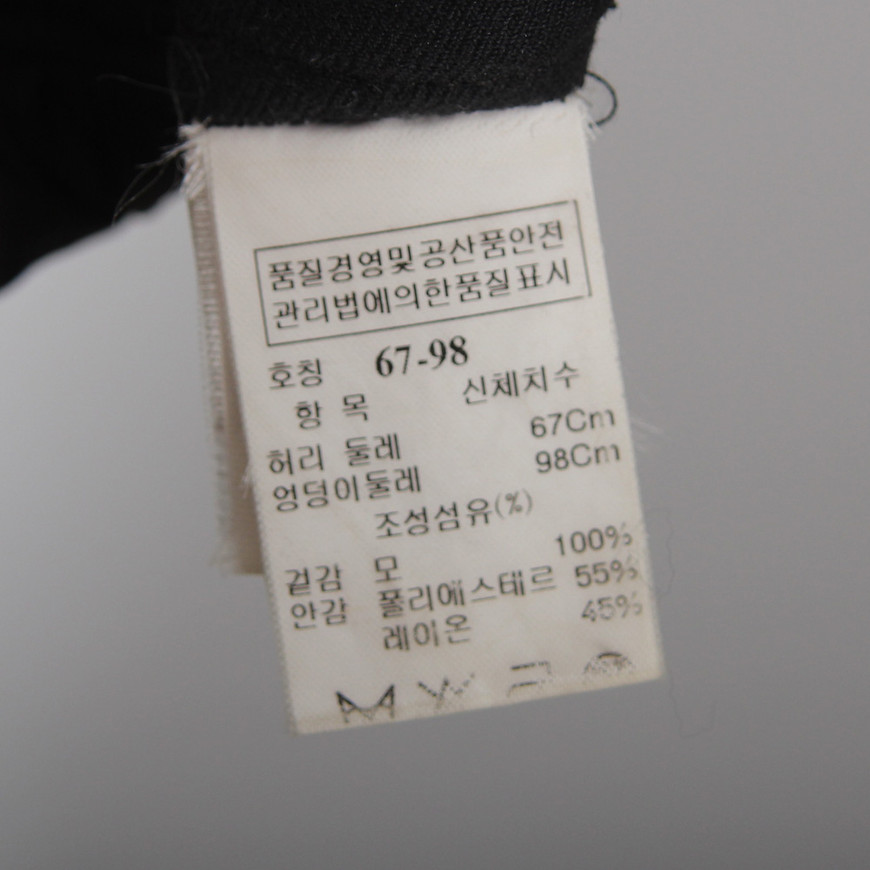 품질경영및공산품안전
관리법에의한품질표시
호칭 67-98
항 목 신체치수
허리 둘레 67Cm
엉덩이둘레 98Cm
조성섬유(%)
겉감 모 100%
안감 폴리에스테르 55%
레이온 45%